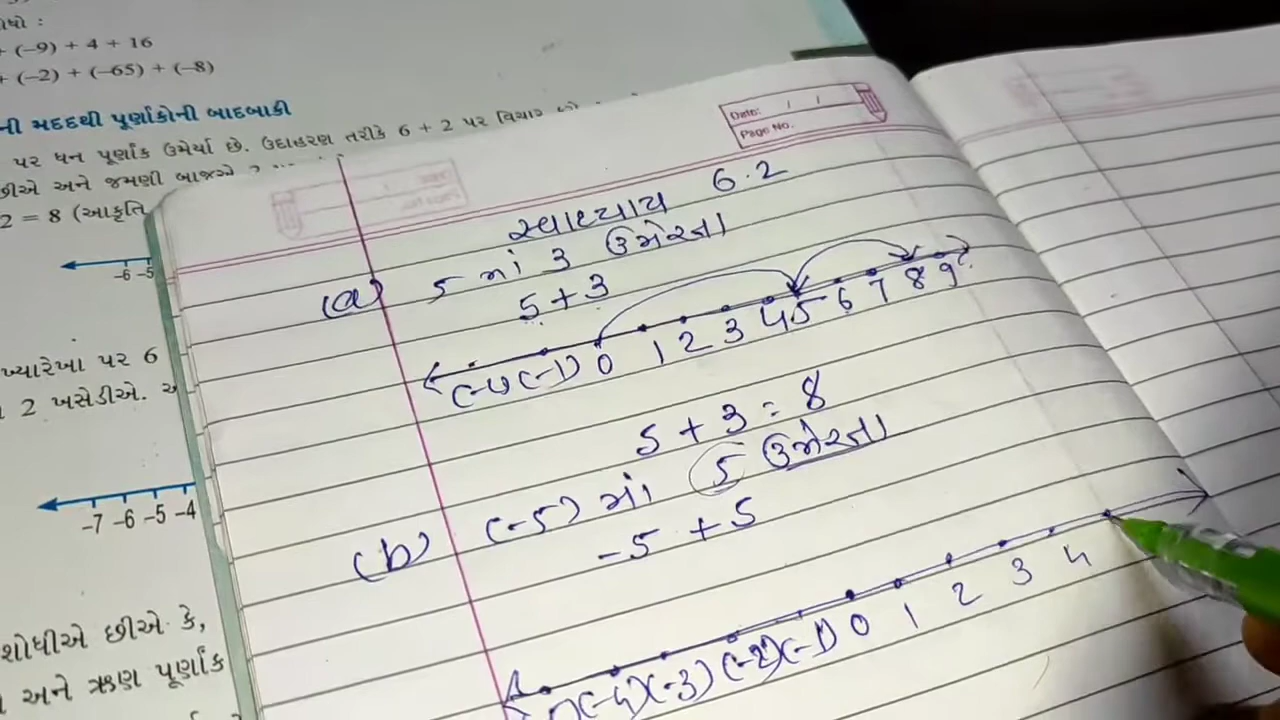 + (-9) + 4 + 16
+ (-2) + (-65) + (-8)
ની મદદથી પૂર્ણાંકોની બાદબાકી
પર ધન પૂર્ણાંક ઉમેર્યા છે. ઉદાહરણ તરીકે 6 + 2 પર વિચાર
છીએ અને જમણી બાજુએ
2 = 8 (આકૃતિ
-6 -5
ખ્યારેખા પર 6
2 ખસેડીએ.
-7 -6 -5 -4
શોધીએ છીએ કે,
અને ઋણ પૂર્ણાંક
Date: / /
Page No.
સ્વાધ્યાય 6.2
(a) 5 માં 3 ઉમેરતા
5 + 3
(-1) 0 1 2 3 4 5 6 7 8 9
5 + 3 = 8
(b) (-5) માં 5 ઉમેરતા
-5 + 5
(-4) (-3) (-2) (-1) 0 1 2 3 4